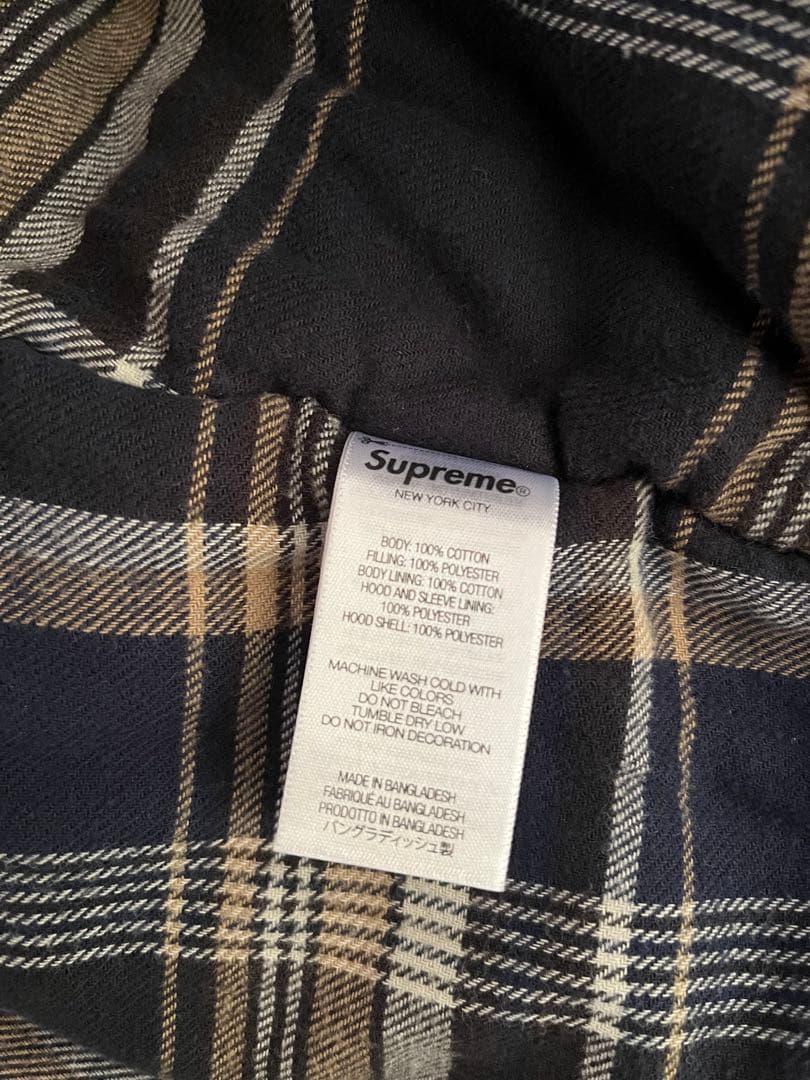 Supreme®
NEW YORK CITY
BODY: 100% COTTON
FILLING: 100% POLYESTER
BODY LINING: 100% COTTON
HOOD AND SLEEVE LINING:
100% POLYESTER
HOOD SHELL: 100% POLYESTER
MACHINE WASH COLD WITH
LIKE COLORS
DO NOT BLEACH
TUMBLE DRY LOW
DO NOT IRON DECORATION
MADE IN BANGLADESH
FABRIQUÉ AU BANGLADESH
PRODOTTO IN BANGLADESH
バングラディッシュ製